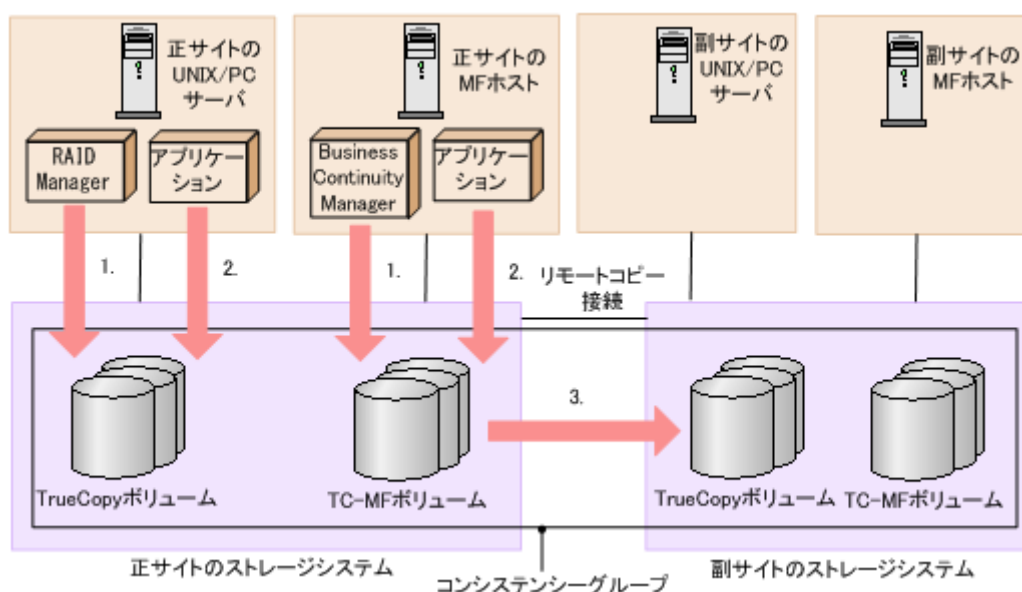 正サイトの
UNIX/PC
サーバ
正サイトの
MFホスト
副サイトの
UNIX/PC
サーバ
副サイトの
MFホスト
RAID
Manager
アプリケー
ション
Business
Continuity
Manager
アプリケー
ション
1.
2.
1.
2.
リモートコピー
接続
3.
TrueCopyボリューム
TC-MFボリューム
TrueCopyボリューム
TC-MFボリューム
正サイトのストレージシステム
コンシステンシーグループ
副サイトのストレージシステム